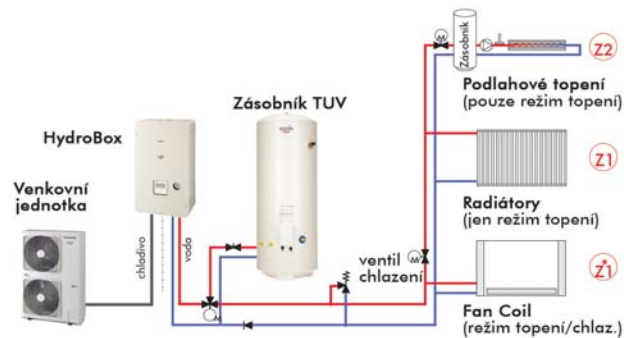 Venkovní
jednotka
HydroBox
Zásobník TUV
chladivo
voda
ventil
chlazení
Zásobník
Z2
Podlahové topení
(pouze režim topení)
Z1
Radiátory
(jen režim topení)
Z1*
Fan Coil
(režim topení/chlaz.)
M
M
M